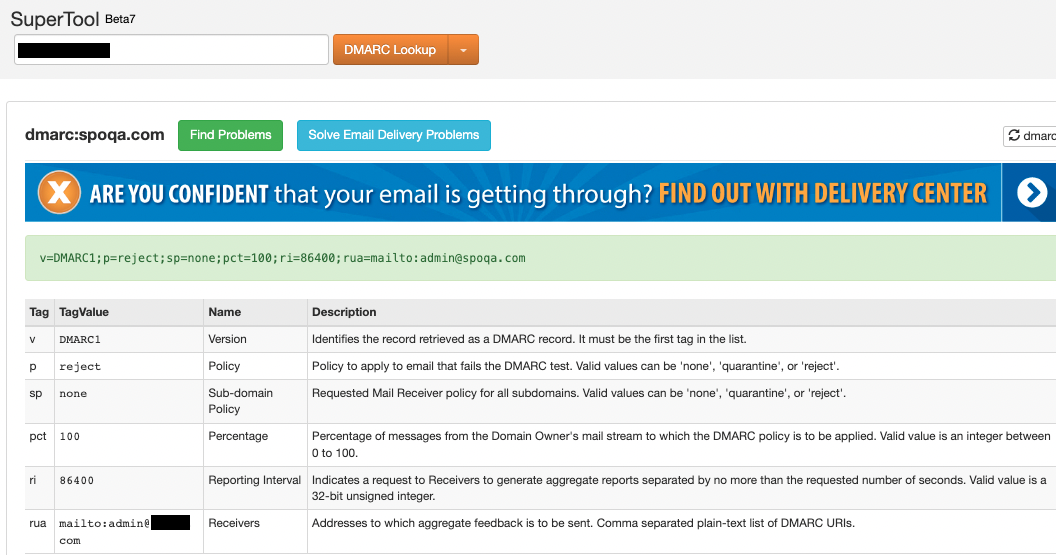 SuperTool Beta7
DMARC Lookup
dmarc:spoqa.com Find Problems Solve Email Delivery Problems dmarc
X ARE YOU CONFIDENT that your email is getting through? FIND OUT WITH DELIVERY CENTER
v=DMARC1;p=reject;sp=none;pct=100;ri=86400;rua=mailto:admin@spoqa.com
Tag TagValue Name Description
v DMARC1 Version Identifies the record retrieved as a DMARC record. It must be the first tag in the list.
p reject Policy Policy to apply to email that fails the DMARC test. Valid values can be 'none', 'quarantine', or 'reject'.
sp none Sub-domain Requested Mail Receiver policy for all subdomains. Valid values can be 'none', 'quarantine', or 'reject'.
Policy
pct 100 Percentage Percentage of messages from the Domain Owner's mail stream to which the DMARC policy is to be applied. Valid value is an integer between
0 to 100.
ri 86400 Reporting Interval Indicates a request to Receivers to generate aggregate reports separated by no more than the requested number of seconds. Valid value is a
32-bit unsigned integer.
rua mailto:admin@ Receivers Addresses to which aggregate feedback is to be sent. Comma separated plain-text list of DMARC URIs.
com